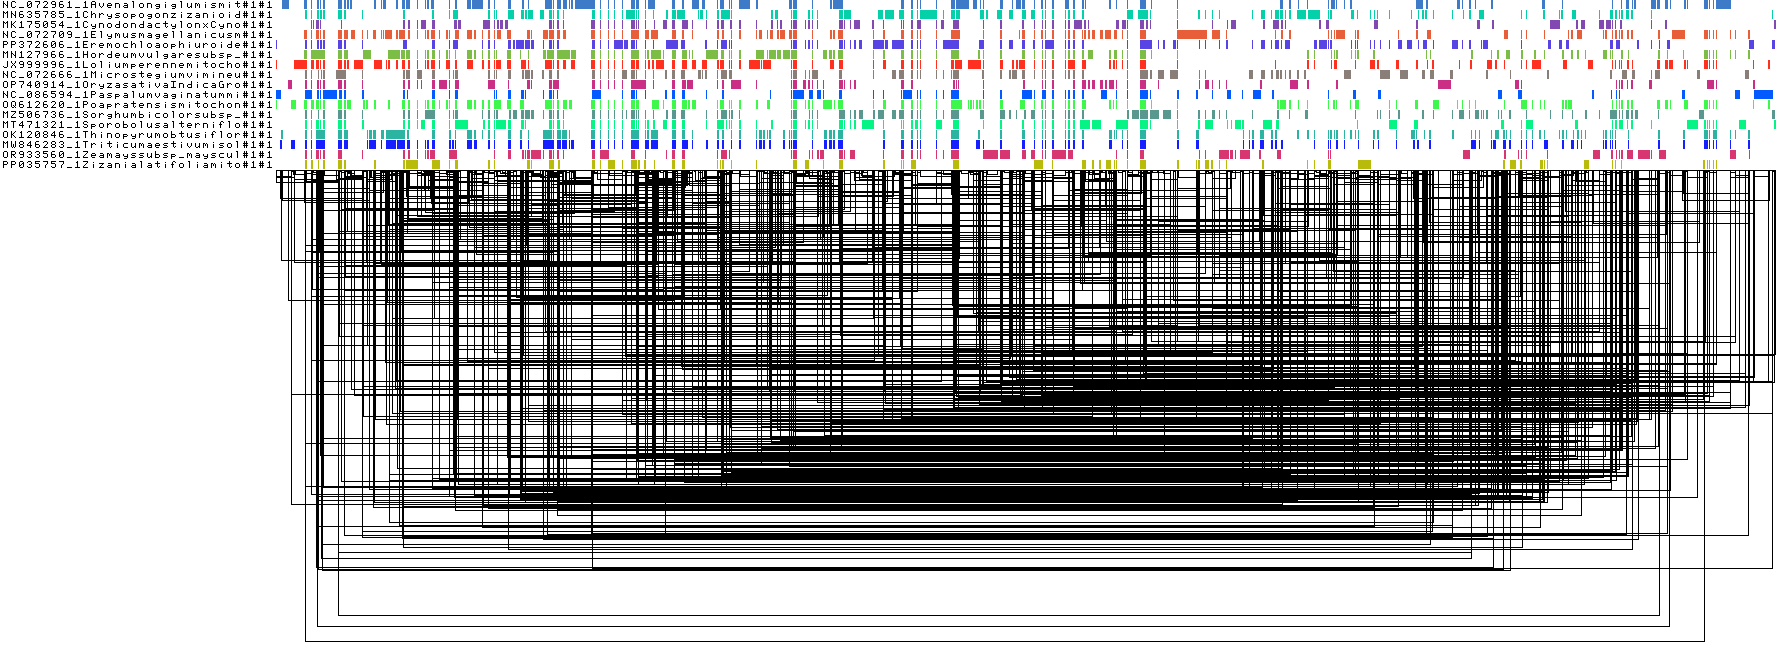 NC_072961_1Avenalongiglumismit#1#1
MN635785_1Chrysopogonzizanioid#1#1
MK175054_1CynodondactylonxCyno#1#1
NC_072709_1Elymusmagellanicusm#1#1
PP372606_1Eremochloaophiuroide#1#1
MN127966_1Hordeumvulgaresubsp_#1#1
JX999996_1Loliumperennemitocho#1#1
NC_072666_1Microstegiumvimineu#1#1
OP740914_1OryzasativaIndicaGro#1#1
NC_086594_1Paspalumvaginatummi#1#1
OQ612620_1Poapratensismitochon#1#1
MZ506736_1Sorghumbicolorsubsp_#1#1
MT471321_1Sporobolusalterniflo#1#1
OK120846_1Thinopyrumobtusiflor#1#1
MW846283_1Triticumaestivumisol#1#1
OR933560_1Zeamayssubsp_mayscul#1#1
PP035757_1Zizanialatifoliamito#1#1